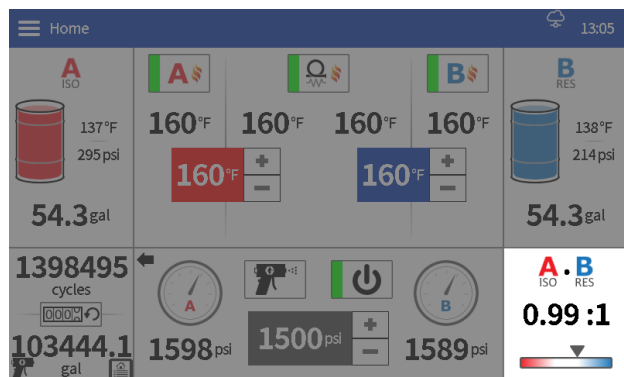 Home
13:05
A
ISO
137°F
295psi
54.3gal
A
Ω
B
160°F 160°F 160°F 160°F
160°F
+
−
160°F
+
−
B
RES
138°F
214psi
54.3gal
1398495
cycles
103444.1
gal
A
1598psi
1500psi
+
−
B
1589psi
A : B
ISO RES
0.99 :1